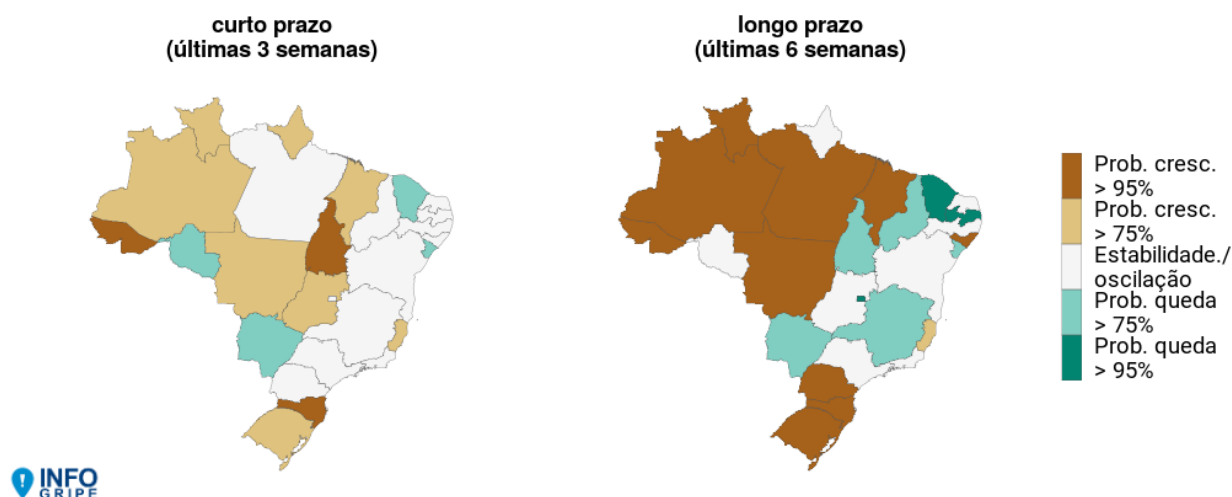 curto prazo
(últimas 3 semanas)
longo prazo
(últimas 6 semanas)
Prob. cresc.
> 95%
Prob. cresc.
> 75%
Estabilidade./
oscilação
Prob. queda
> 75%
Prob. queda
> 95%
INFO
GRIPE